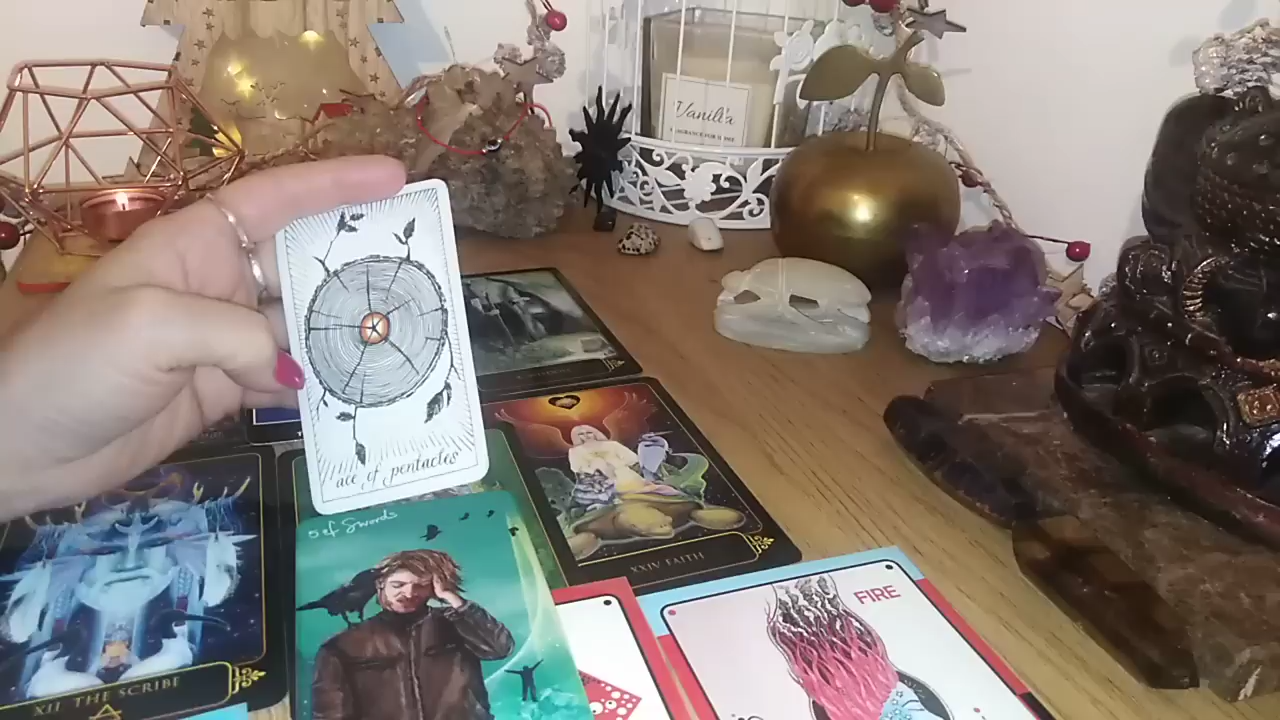 Vanilla
ace of pentacles
5 of Swords
XXIV FAITH
FIRE
XII THE SCRIBE